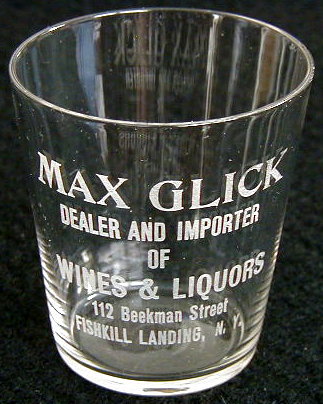 MAX GLICK
DEALER AND IMPORTER
OF
WINES & LIQUORS
112 Beekman Street
FISHKILL LANDING, N. Y.